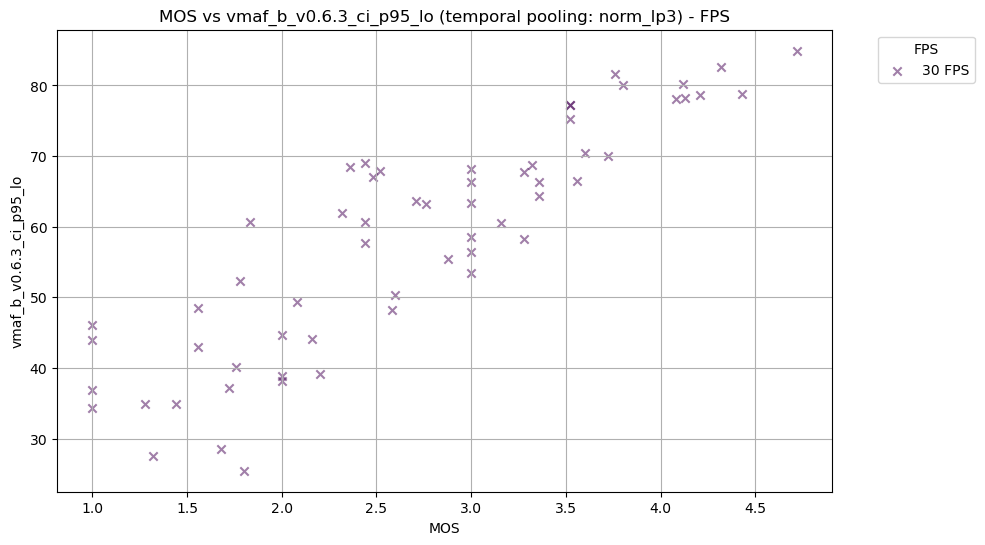 MOS vs vmaf_b_v0.6.3_ci_p95_lo (temporal pooling: norm_lp3) - FPS
FPS
30 FPS
vmaf_b_v0.6.3_ci_p95_lo
80
70
60
50
40
30
1.0 1.5 2.0 2.5 3.0 3.5 4.0 4.5
MOS